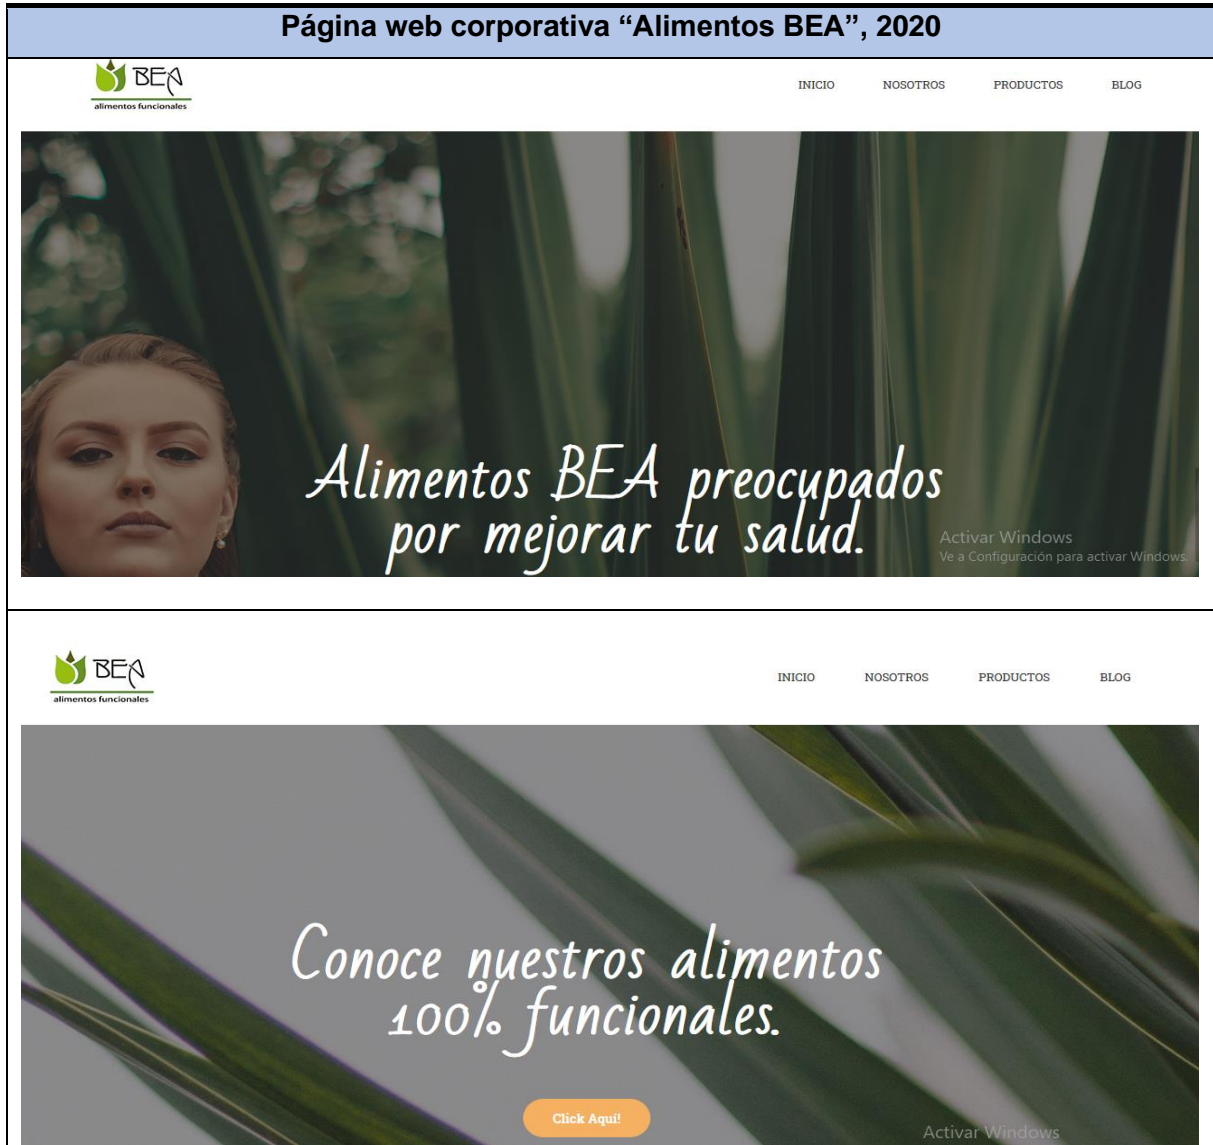 Página web corporativa “Alimentos BEA”, 2020
BEA
alimentos funcionales
INICIO NOSOTROS PRODUCTOS BLOG
Alimentos BEA preocupados
por mejorar tu salud.
Activar Windows
Ve a Configuración para activar Windows.
BEA
alimentos funcionales
INICIO NOSOTROS PRODUCTOS BLOG
Conoce nuestros alimentos
100% funcionales.
Click Aquí!
Activar Windows